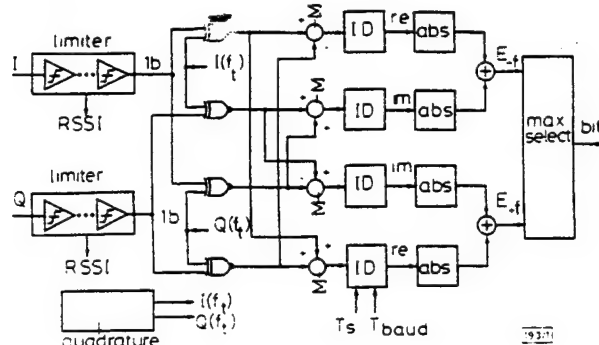 limiter
I
1b
RSSI
I(f_t)
M
ID
re
abs
E_-f
M
ID
im
abs
max
select
bit
limiter
Q
1b
RSSI
Q(f_t)
M
ID
im
abs
E_+f
M
ID
re
abs
I(f_t)
Q(f_t)
quadrature
Ts
T_baud